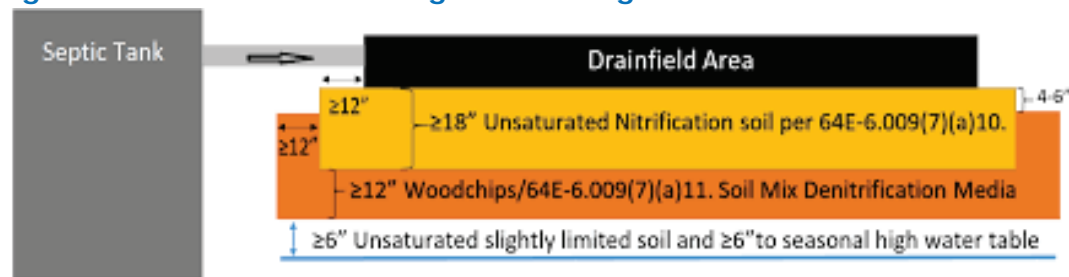 Septic Tank
Drainfield Area
≥12”
4-6”
≥18” Unsaturated Nitrification soil per 64E-6.009(7)(a)10.
≥12”
≥12” Woodchips/64E-6.009(7)(a)11. Soil Mix Denitrification Media
≥6” Unsaturated slightly limited soil and ≥6”to seasonal high water table